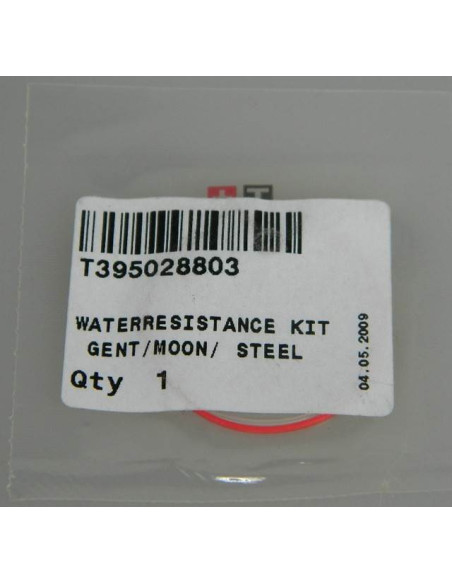 + T
T395028803
WATERRESISTANCE KIT
GENT/MOON/ STEEL
Qty 1
04.05.2009